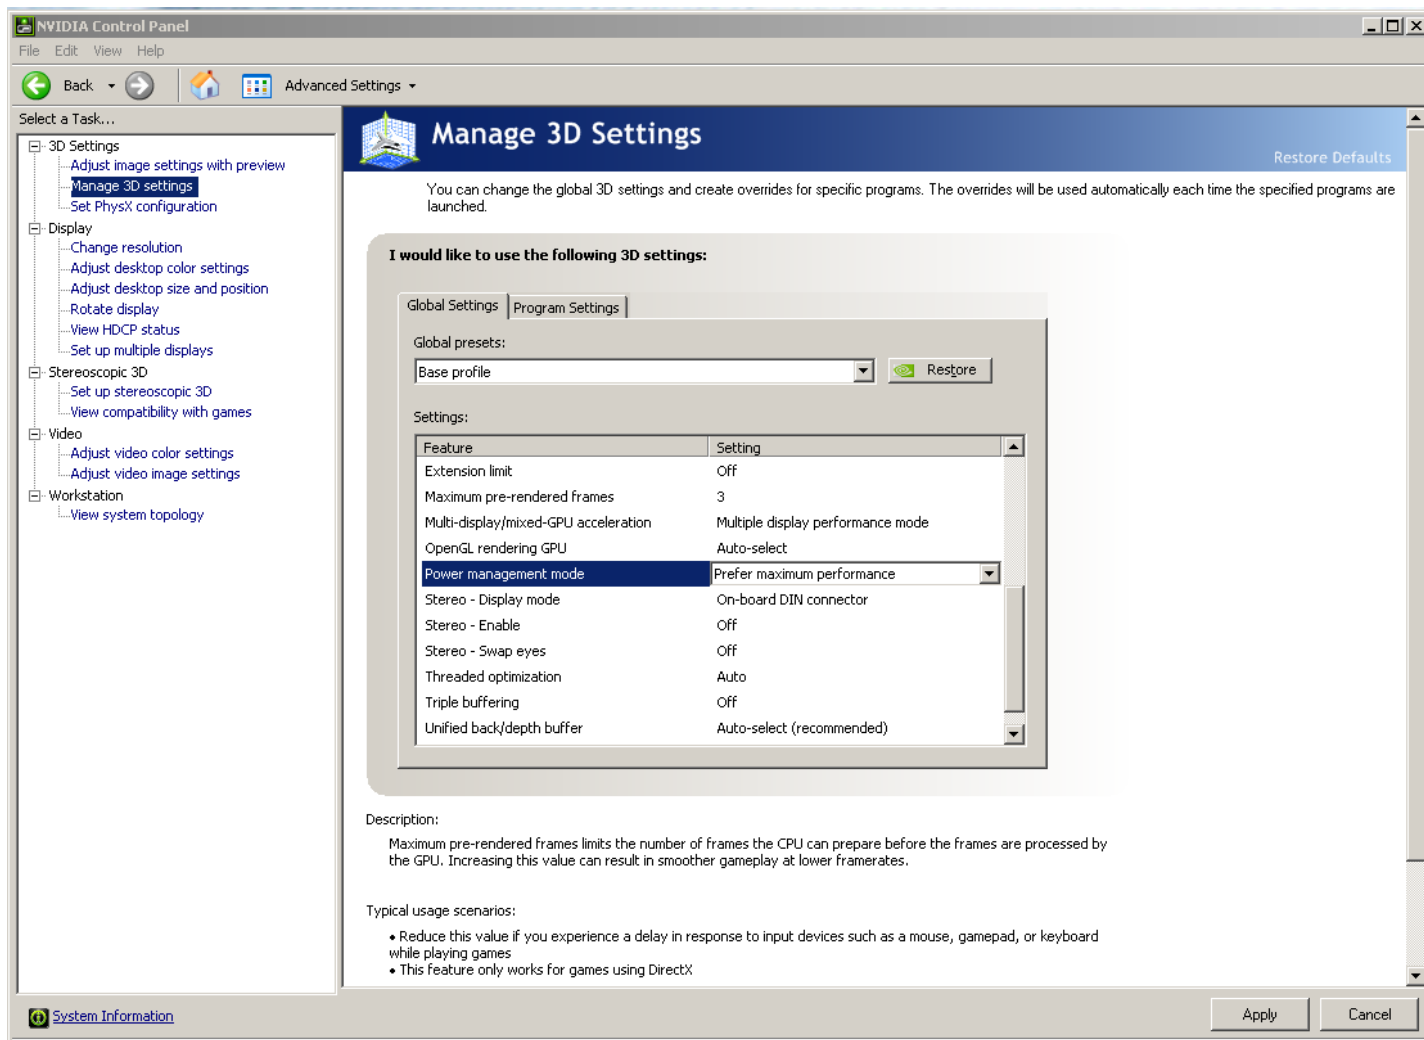 NVIDIA Control Panel
File Edit View Help
Back Advanced Settings
Select a Task...
3D Settings
Adjust image settings with preview
Manage 3D settings
Set PhysX configuration
Display
Change resolution
Adjust desktop color settings
Adjust desktop size and position
Rotate display
View HDCP status
Set up multiple displays
Stereoscopic 3D
Set up stereoscopic 3D
View compatibility with games
Video
Adjust video color settings
Adjust video image settings
Workstation
View system topology
System Information
Manage 3D Settings
Restore Defaults
You can change the global 3D settings and create overrides for specific programs. The overrides will be used automatically each time the specified programs are
launched.
I would like to use the following 3D settings:
Global Settings Program Settings
Global presets:
Base profile Restore
Settings:
Feature Setting
Extension limit Off
Maximum pre-rendered frames 3
Multi-display/mixed-GPU acceleration Multiple display performance mode
OpenGL rendering GPU Auto-select
Power management mode Prefer maximum performance
Stereo - Display mode On-board DIN connector
Stereo - Enable Off
Stereo - Swap eyes Off
Threaded optimization Auto
Triple buffering Off
Unified back/depth buffer Auto-select (recommended)
Description:
Maximum pre-rendered frames limits the number of frames the CPU can prepare before the frames are processed by
the GPU. Increasing this value can result in smoother gameplay at lower framerates.
Typical usage scenarios:
• Reduce this value if you experience a delay in response to input devices such as a mouse, gamepad, or keyboard
while playing games
• This feature only works for games using DirectX
Apply Cancel